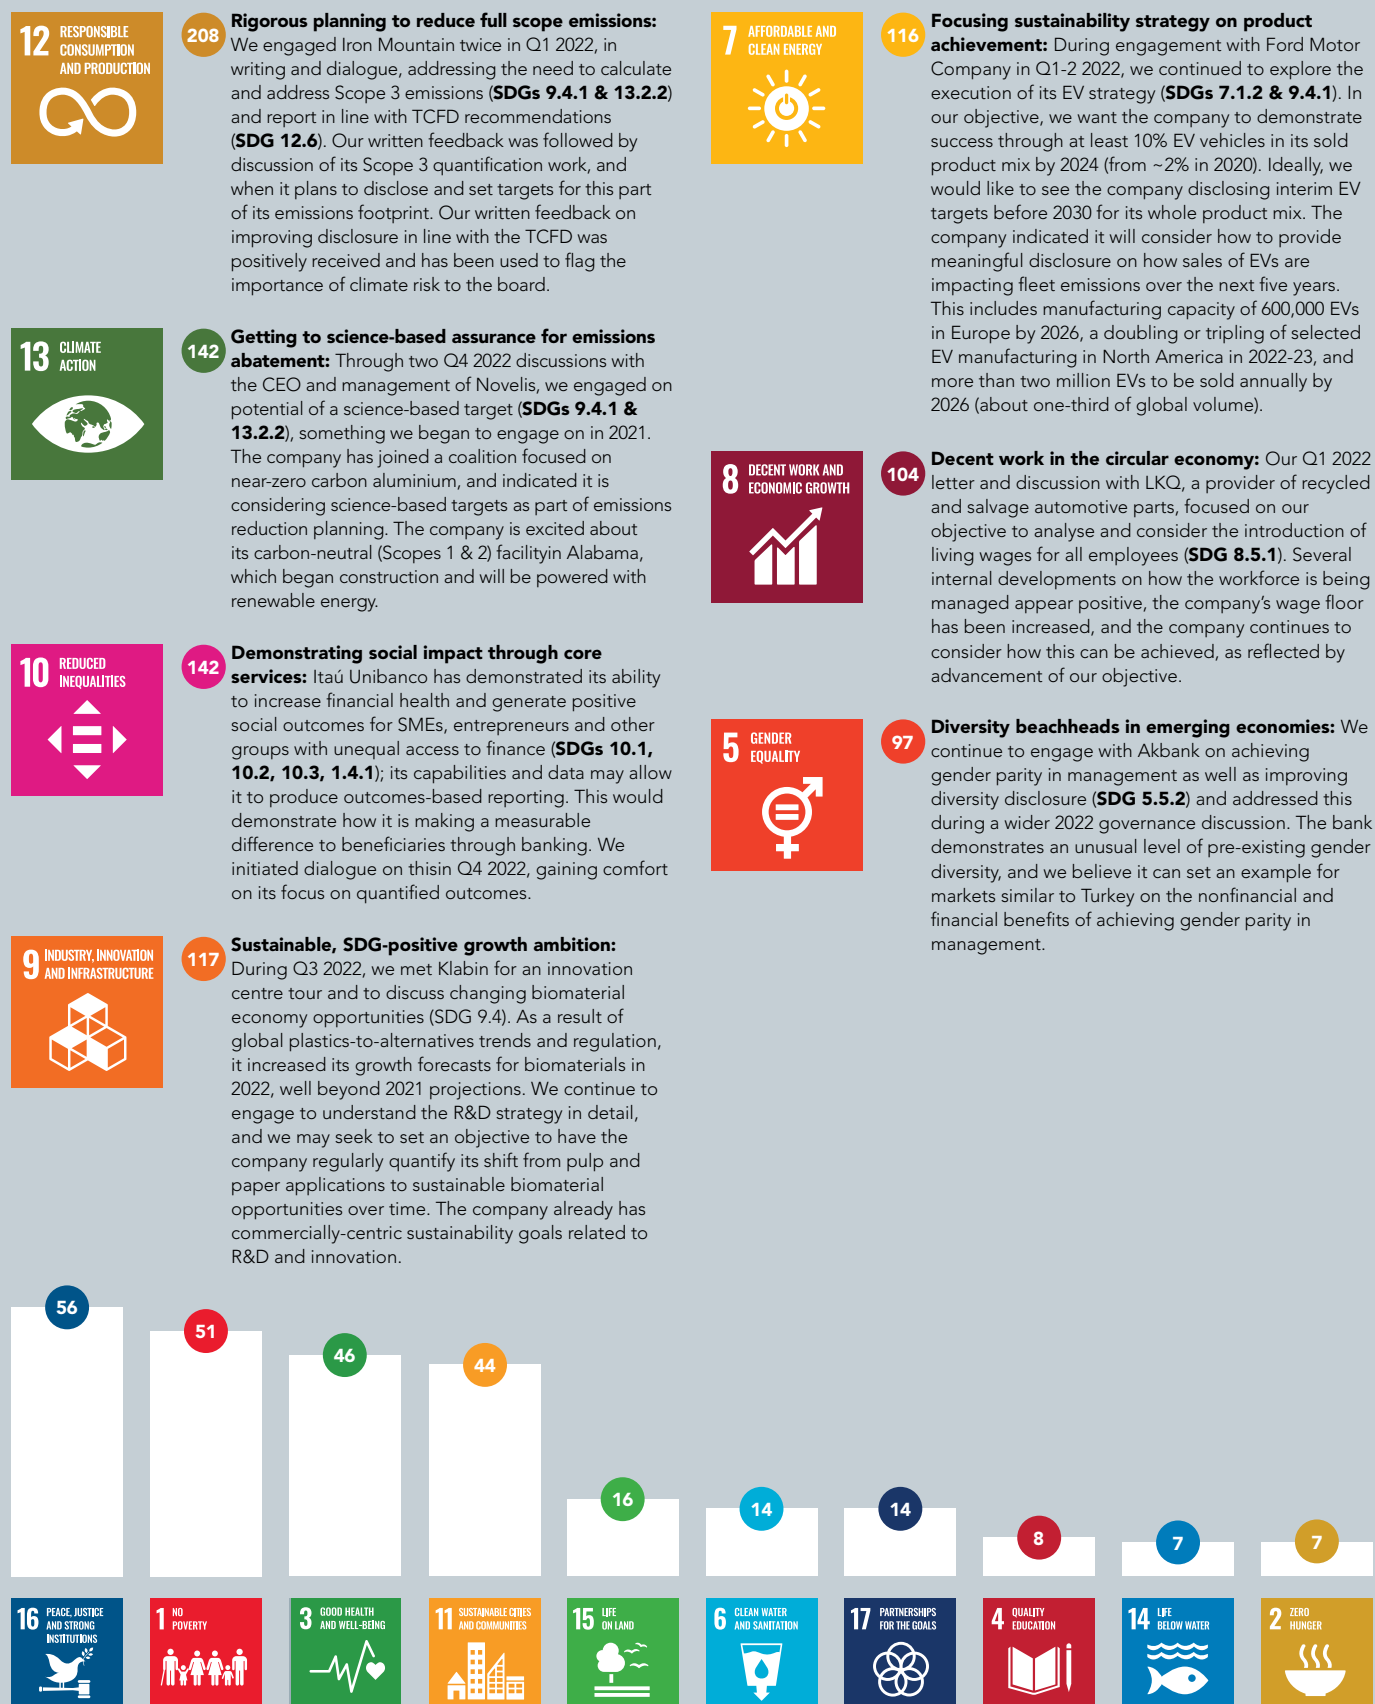 12 RESPONSIBLE
CONSUMPTION
AND PRODUCTION
208
Rigorous planning to reduce full scope emissions:
We engaged Iron Mountain twice in Q1 2022, in
writing and dialogue, addressing the need to calculate
and address Scope 3 emissions (SDGs 9.4.1 & 13.2.2)
and report in line with TCFD recommendations
(SDG 12.6). Our written feedback was followed by
discussion of its Scope 3 quantification work, and
when it plans to disclose and set targets for this part
of its emissions footprint. Our written feedback on
improving disclosure in line with the TCFD was
positively received and has been used to flag the
importance of climate risk to the board.
13 CLIMATE
ACTION
142
Getting to science-based assurance for emissions
abatement: Through two Q4 2022 discussions with
the CEO and management of Novelis, we engaged on
potential of a science-based target (SDGs 9.4.1 &
13.2.2), something we began to engage on in 2021.
The company has joined a coalition focused on
near-zero carbon aluminium, and indicated it is
considering science-based targets as part of emissions
reduction planning. The company is excited about
its carbon-neutral (Scopes 1 & 2) facilityin Alabama,
which began construction and will be powered with
renewable energy.
10 REDUCED
INEQUALITIES
142
Demonstrating social impact through core
services: Itaú Unibanco has demonstrated its ability
to increase financial health and generate positive
social outcomes for SMEs, entrepreneurs and other
groups with unequal access to finance (SDGs 10.1,
10.2, 10.3, 1.4.1); its capabilities and data may allow
it to produce outcomes-based reporting. This would
demonstrate how it is making a measurable
difference to beneficiaries through banking. We
initiated dialogue on thisin Q4 2022, gaining comfort
on its focus on quantified outcomes.
9 INDUSTRY, INNOVATION
AND INFRASTRUCTURE
117
Sustainable, SDG-positive growth ambition:
During Q3 2022, we met Klabin for an innovation
centre tour and to discuss changing biomaterial
economy opportunities (SDG 9.4). As a result of
global plastics-to-alternatives trends and regulation,
it increased its growth forecasts for biomaterials in
2022, well beyond 2021 projections. We continue to
engage to understand the R&D strategy in detail,
and we may seek to set an objective to have the
company regularly quantify its shift from pulp and
paper applications to sustainable biomaterial
opportunities over time. The company already has
commercially-centric sustainability goals related to
R&D and innovation.
7 AFFORDABLE AND
CLEAN ENERGY
116
Focusing sustainability strategy on product
achievement: During engagement with Ford Motor
Company in Q1-2 2022, we continued to explore the
execution of its EV strategy (SDGs 7.1.2 & 9.4.1). In
our objective, we want the company to demonstrate
success through at least 10% EV vehicles in its sold
product mix by 2024 (from ~2% in 2020). Ideally, we
would like to see the company disclosing interim EV
targets before 2030 for its whole product mix. The
company indicated it will consider how to provide
meaningful disclosure on how sales of EVs are
impacting fleet emissions over the next five years.
This includes manufacturing capacity of 600,000 EVs
in Europe by 2026, a doubling or tripling of selected
EV manufacturing in North America in 2022-23, and
more than two million EVs to be sold annually by
2026 (about one-third of global volume).
8 DECENT WORK AND
ECONOMIC GROWTH
104
Decent work in the circular economy: Our Q1 2022
letter and discussion with LKQ, a provider of recycled
and salvage automotive parts, focused on our
objective to analyse and consider the introduction of
living wages for all employees (SDG 8.5.1). Several
internal developments on how the workforce is being
managed appear positive, the company's wage floor
has been increased, and the company continues to
consider how this can be achieved, as reflected by
advancement of our objective.
5 GENDER
EQUALITY
97
Diversity beachheads in emerging economies: We
continue to engage with Akbank on achieving
gender parity in management as well as improving
diversity disclosure (SDG 5.5.2) and addressed this
during a wider 2022 governance discussion. The bank
demonstrates an unusual level of pre-existing gender
diversity, and we believe it can set an example for
markets similar to Turkey on the nonfinancial and
financial benefits of achieving gender parity in
management.
56
51
46
44
16
14
14
8
7
7
16 PEACE, JUSTICE
AND STRONG
INSTITUTIONS
1 NO
POVERTY
3 GOOD HEALTH
AND WELL-BEING
11 SUSTAINABLE CITIES
AND COMMUNITIES
15 LIFE
ON LAND
6 CLEAN WATER
AND SANITATION
17 PARTNERSHIPS
FOR THE GOALS
4 QUALITY
EDUCATION
14 LIFE
BELOW WATER
2 ZERO
HUNGER